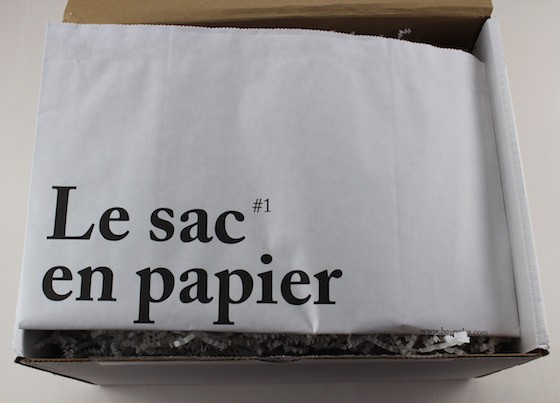 Le sac #1
en papier